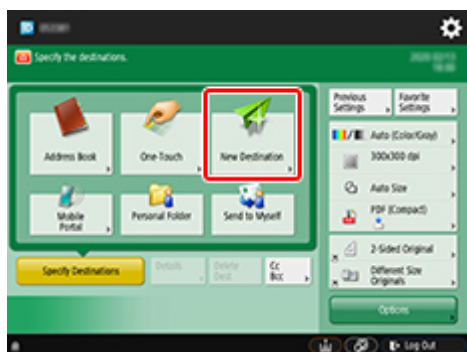 Specify the destinations.
Previous Settings
Favorite Settings
Address Book
One-Touch
New Destination
Auto (Color/Gray)
300x300 dpi
Auto Size
Mobile Portal
Personal Folder
Send to Myself
PDF (Compact)
2-Sided Original
Different Size Originals
Specify Destinations
Details
Delete Dest.
Cc Bcc
Options
Log Out